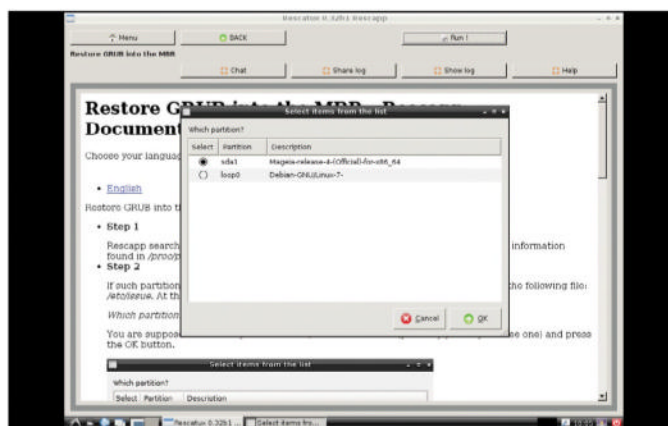 Rescatux 0.32b1 Rescapp
Menu
BACK
Run !
Restore GRUB into the MBR
Chat
Share log
Show log
Help
Restore GRUB into the MBR - Rescapp
Document
Select items from the list
Which partition?
Select Partition Description
sda1 Mageia-release-4-(Official)-for-x86_64
loop0 Debian-GNU/Linux-7-
Cancel
OK
Choose your languag
English
Restore GRUB into t
Step 1
Rescapp search
information
found in /proc/p
Step 2
If such partition
the following file:
/etc/issue. At th
Which partition
You are suppos
se one) and press
the OK button.
Select items from the list
Which partition?
Select Partition Description
Rescatux 0.32b1 ...
Select items fro...